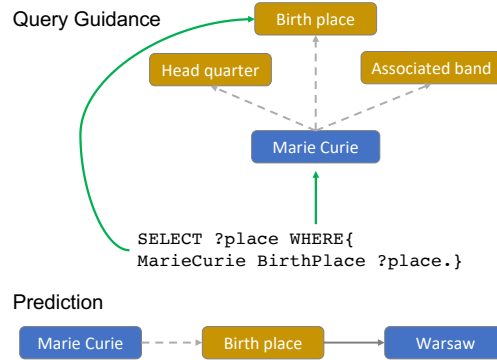 Query Guidance
Birth place
Head quarter
Associated band
Marie Curie
SELECT ?place WHERE{
MarieCurie BirthPlace ?place.}
Prediction
Marie Curie
Birth place
Warsaw